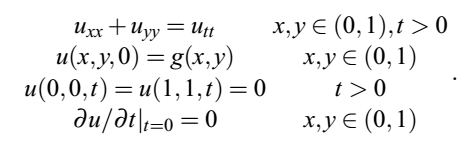 u_{xx} + u_{yy} = u_{tt}    x,y ∈ (0,1), t > 0
u(x,y,0) = g(x,y)    x,y ∈ (0,1)
u(0,0,t) = u(1,1,t) = 0    t > 0
∂u/∂t|_{t=0} = 0    x,y ∈ (0,1) .